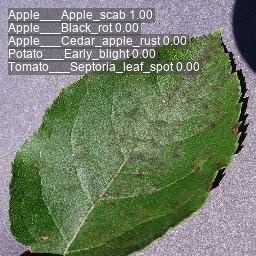 Apple___Apple_scab 1.00
Apple___Black_rot 0.00
Apple___Cedar_apple_rust 0.00
Potato___Early_blight 0.00
Tomato___Septoria_leaf_spot 0.00